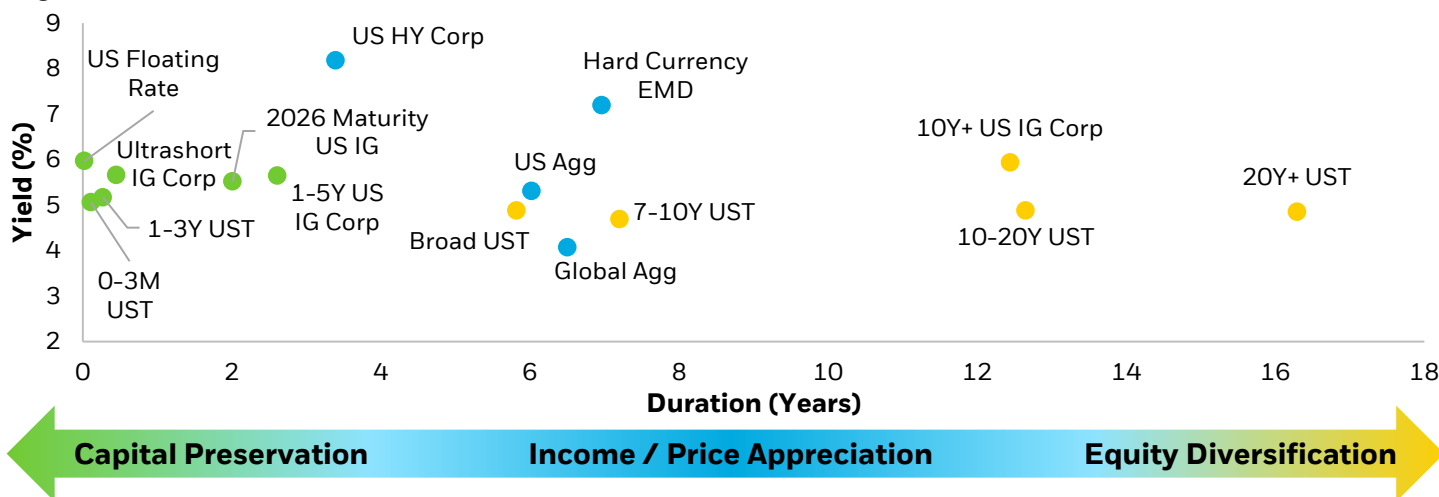 9
8
7
6
5
4
3
2
Yield (%)
US Floating
Rate
US HY Corp
Hard Currency
EMD
2026 Maturity
US IG
Ultrashort
IG Corp
1-5Y US
IG Corp
1-3Y UST
0-3M
UST
US Agg
Broad UST
7-10Y UST
Global Agg
10Y+ US IG Corp
10-20Y UST
20Y+ UST
0 2 4 6 8 10 12 14 16 18
Duration (Years)
Capital Preservation Income / Price Appreciation Equity Diversification